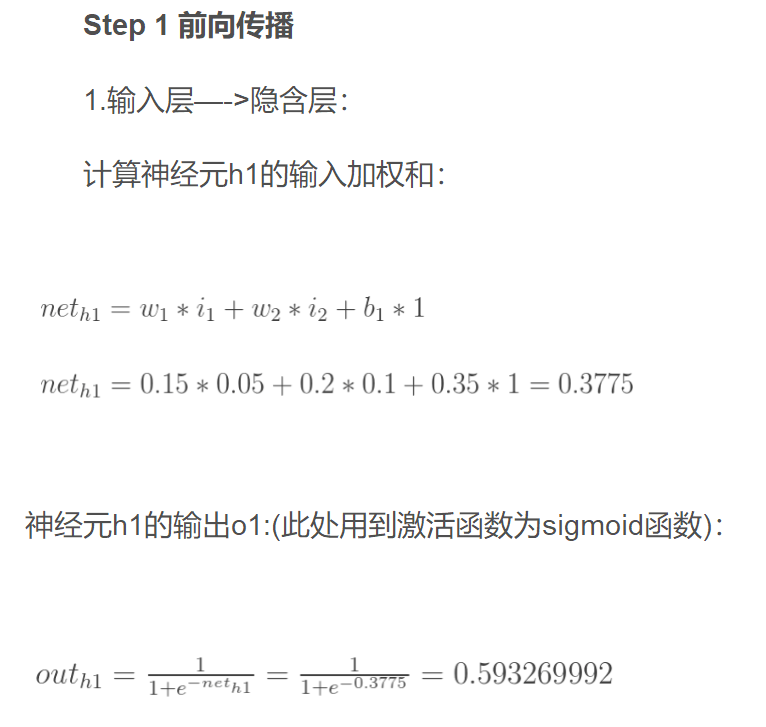 Step 1 前向传播
1.输入层—->隐含层：
计算神经元h1的输入加权和：
$net_{h1} = w_1 * i_1 + w_2 * i_2 + b_1 * 1$
$net_{h1} = 0.15 * 0.05 + 0.2 * 0.1 + 0.35 * 1 = 0.3775$
神经元h1的输出o1:(此处用到激活函数为sigmoid函数)：
$out_{h1} = \frac{1}{1+e^{-net_{h1}}} = \frac{1}{1+e^{-0.3775}} = 0.593269992$